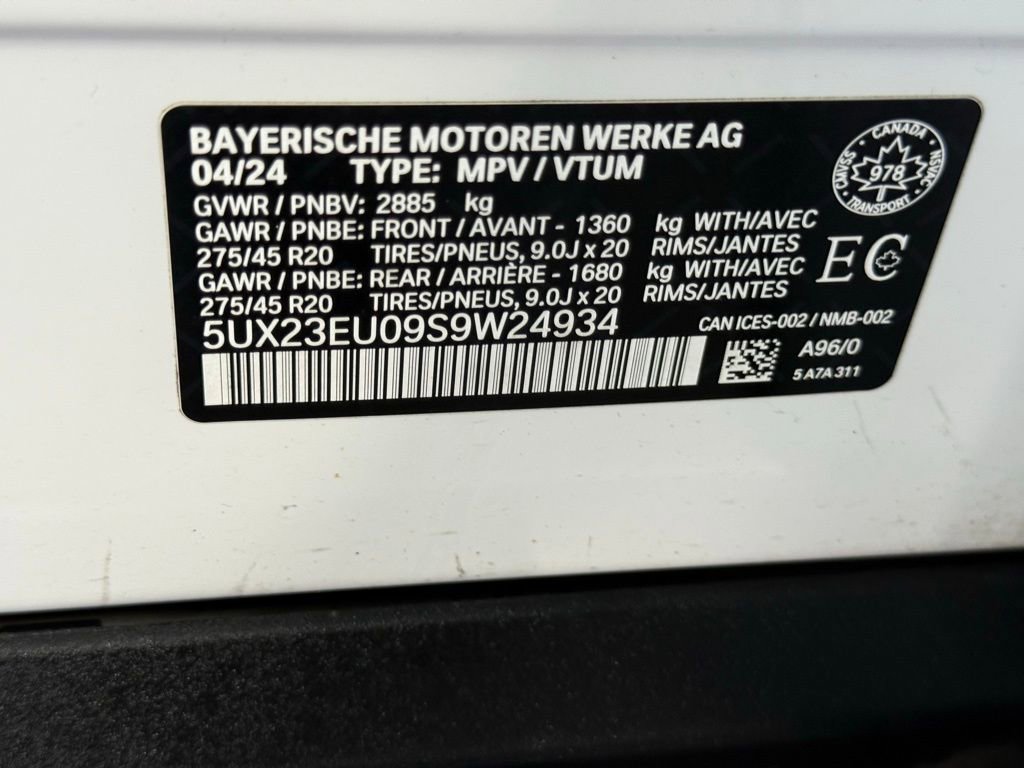 BAYERISCHE MOTOREN WERKE AG
04/24 TYPE: MPV / VTUM
GVWR / PNBV: 2885 kg
GAWR / PNBE: FRONT / AVANT - 1360 kg WITH/AVEC
275/45 R20 TIRES/PNEUS, 9.0J x 20 RIMS/JANTES
GAWR / PNBE: REAR / ARRIÈRE - 1680 kg WITH/AVEC
275/45 R20 TIRES/PNEUS, 9.0J x 20 RIMS/JANTES
5UX23EU09S9W24934
CANADA
CMVSS
978
NSVAC
TRANSPORT
EC
CAN ICES-002 / NMB-002
A96/0
5 A7A 311